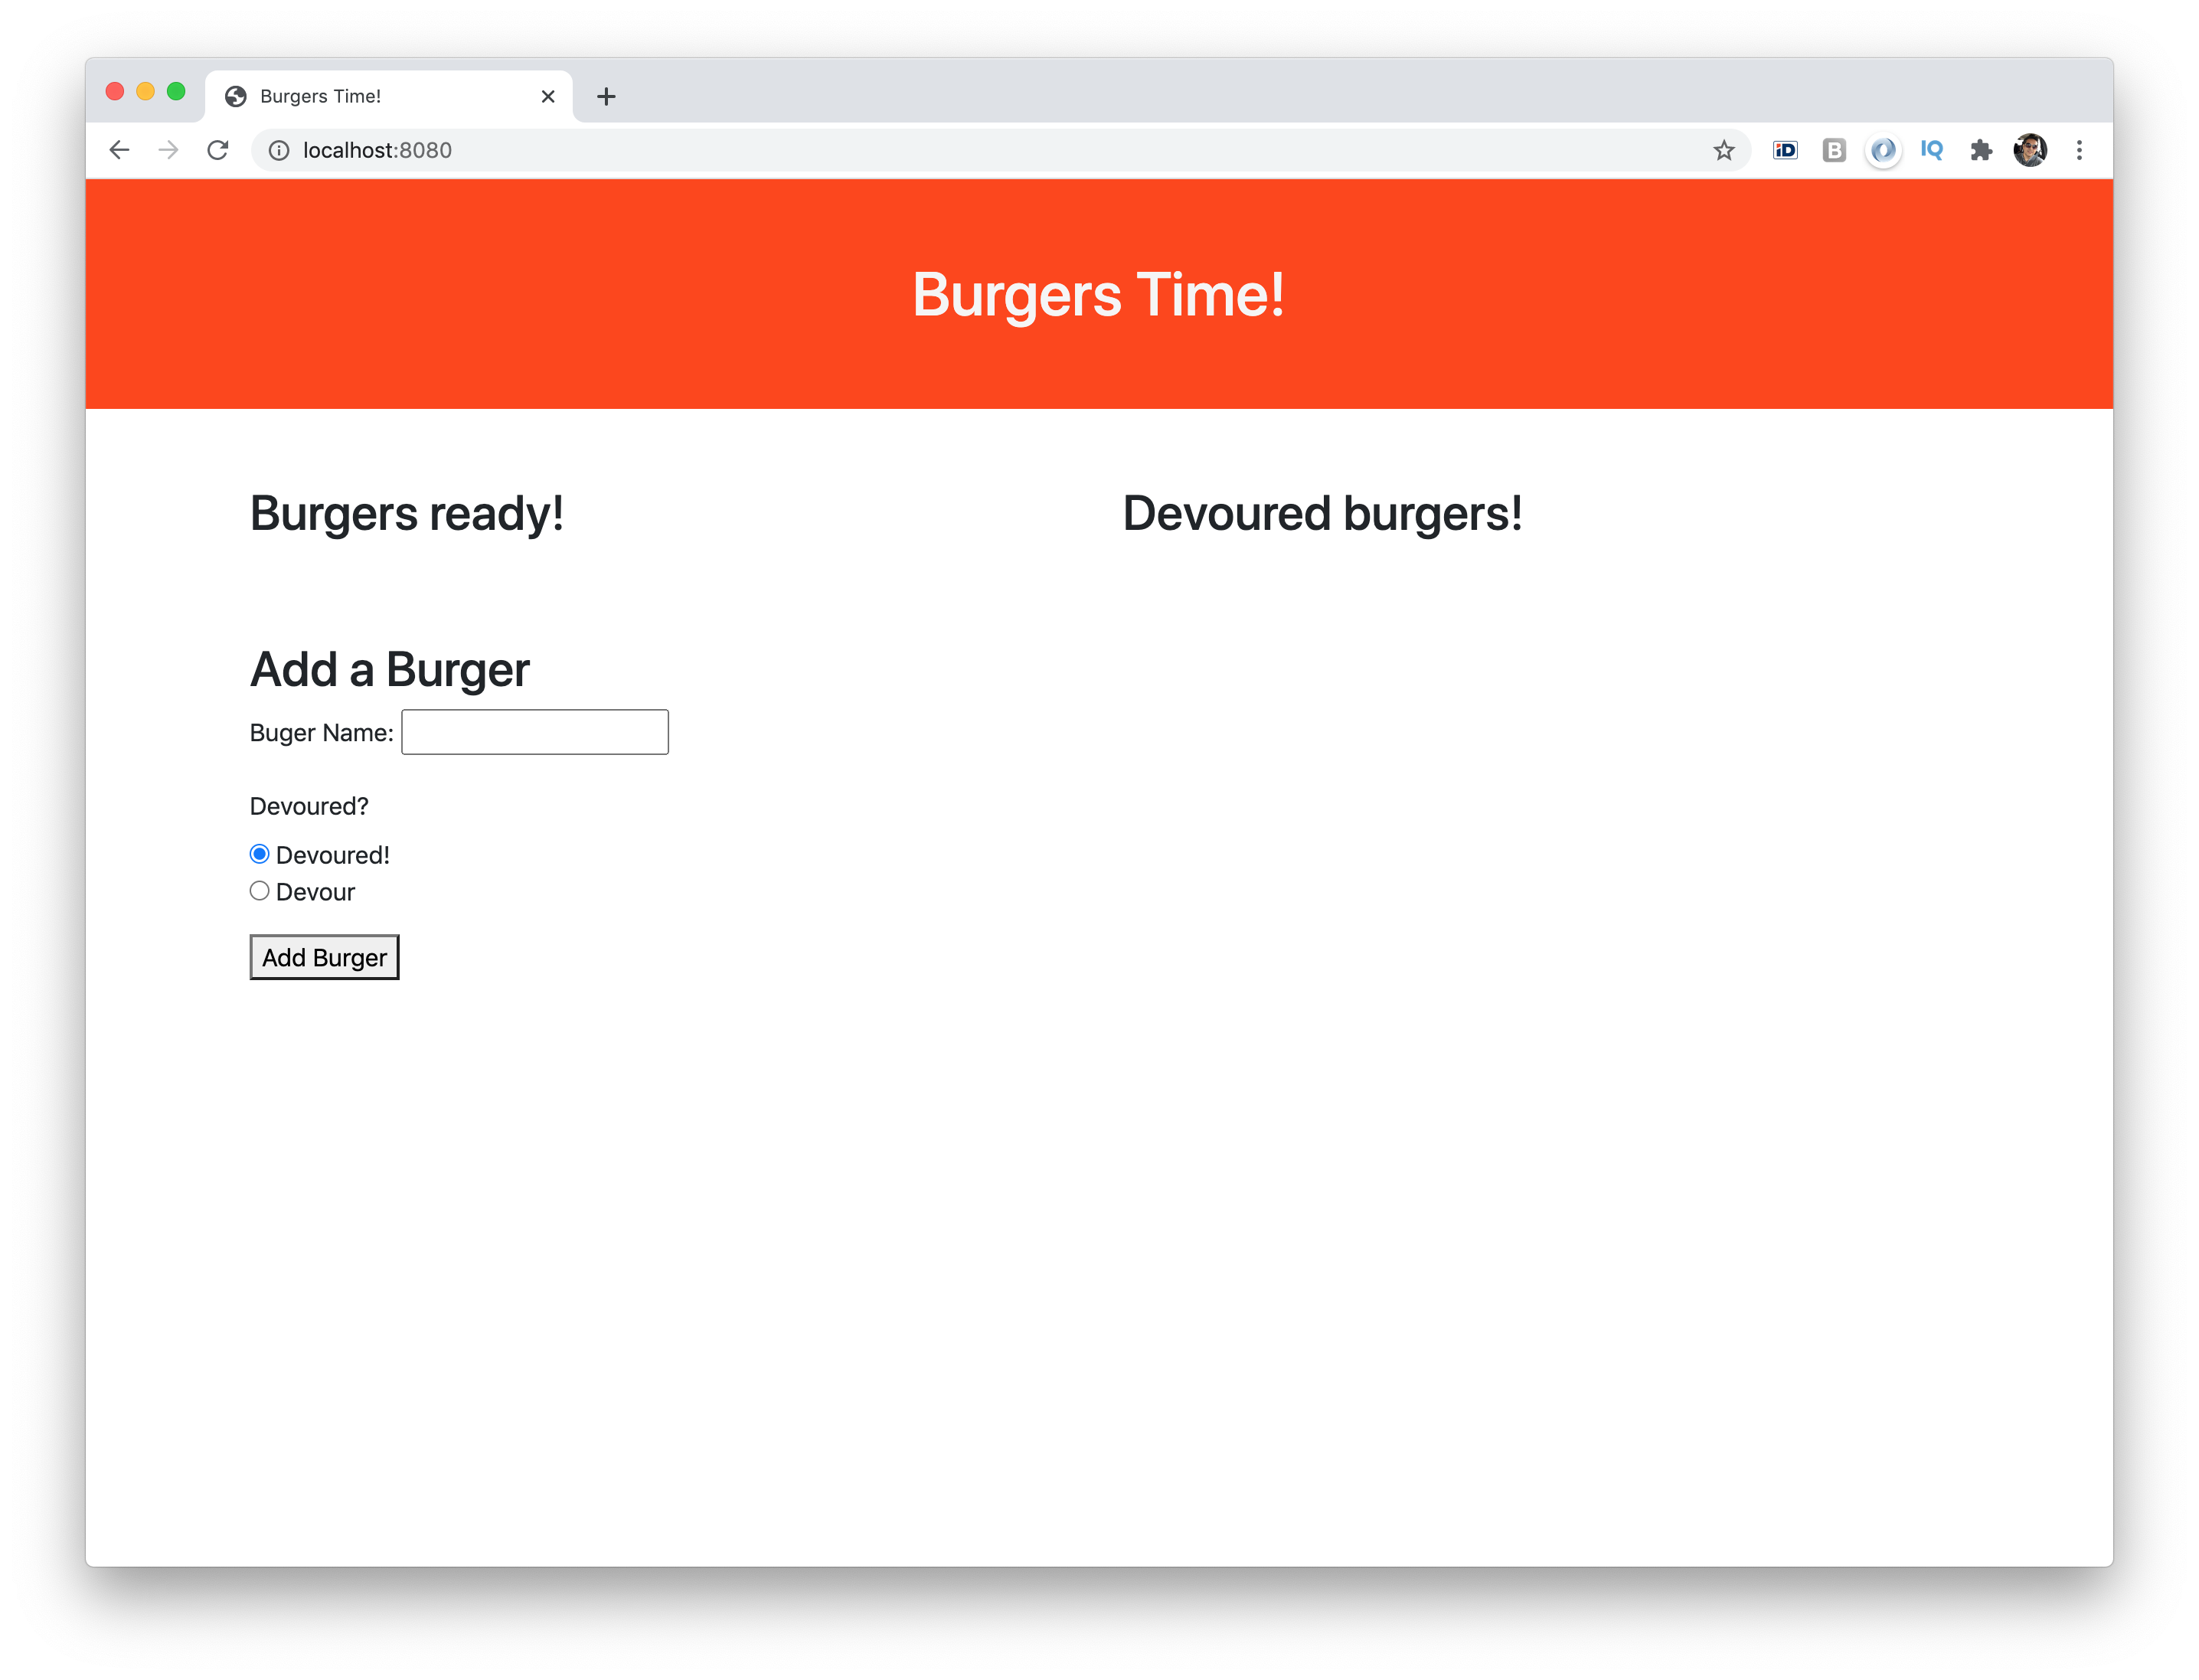 Burgers Time!
localhost:8080
iD B IQ
Burgers Time!
Burgers ready!
Devoured burgers!
Add a Burger
Buger Name:
Devoured?
Devoured!
Devour
Add Burger